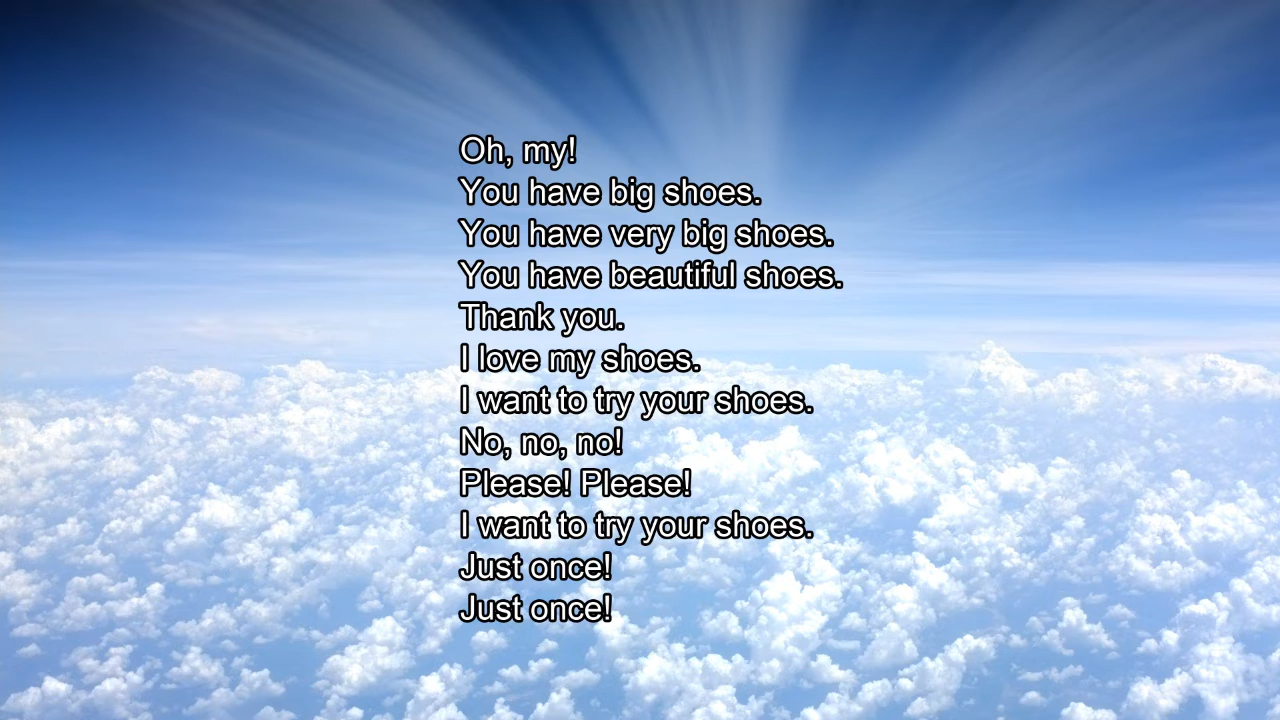 Oh, my!
You have big shoes.
You have very big shoes.
You have beautiful shoes.
Thank you.
I love my shoes.
I want to try your shoes.
No, no, no!
Please! Please!
I want to try your shoes.
Just once!
Just once!